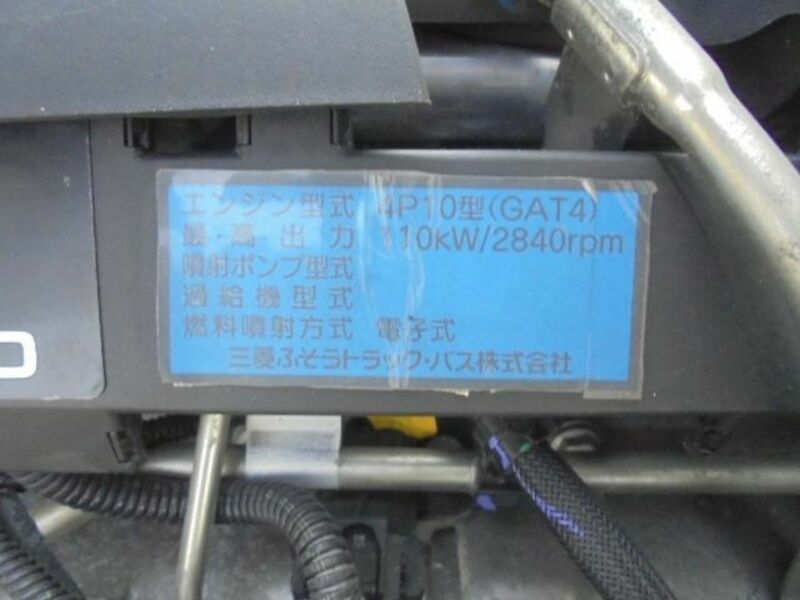 エンジン型式 4P10型(GAT4)
最高出力 110kW/2840rpm
噴射ポンプ型式
過給機型式
燃料噴射方式 電子式
三菱ふそうトラック・バス株式会社